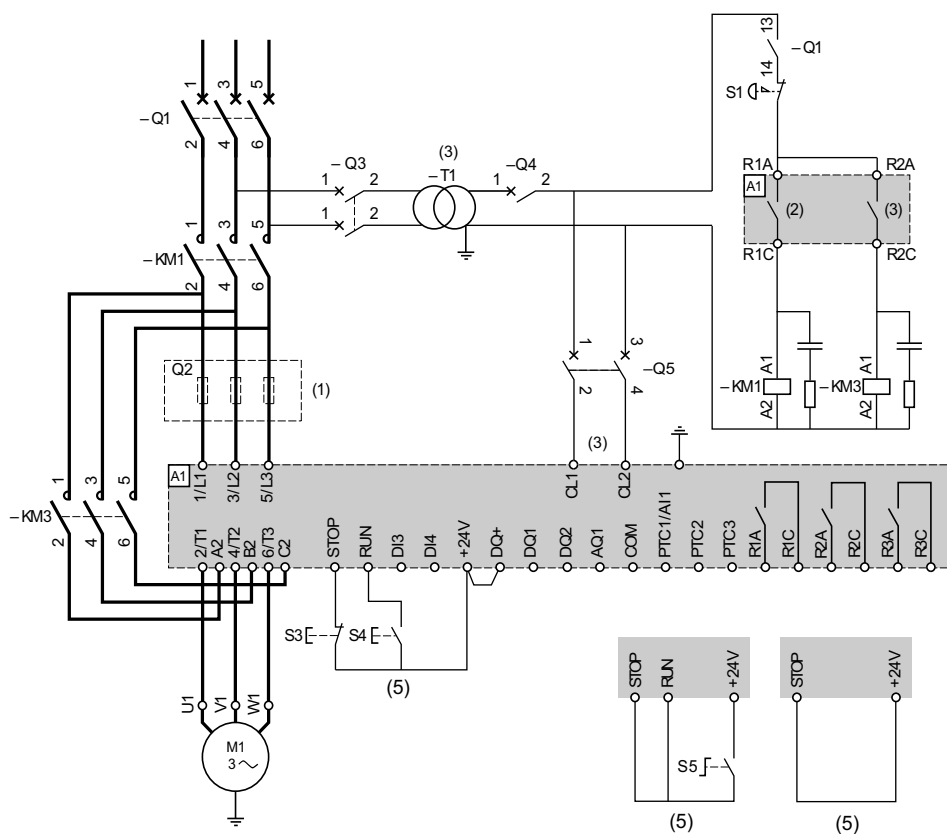 1 3 5
– Q1
2 4 6
13
– Q1
14
S1
– Q3
1 2
1 2
(3)
– T1
– Q4
1 2
R1A R2A
A1
(2) (3)
R1C R2C
1 3 5
– KM1
2 4 6
Q2
(1)
1 3
– Q5
2 4
(3)
A1 A1
– KM1 – KM3
A2 A2
A1
1/L1 3/L2 5/L3 CL1 CL2
1 3 5
– KM3
2 4 6
2/T1 A2 4/T2 B2 6/T3 C2 STOP RUN DI3 DI4 +24V DQ+ DQ1 DQ2 AQ1 COM PTC1/AI1 PTC2 PTC3 R1A R1C R2A R2C R3A R3C
S3 S4
(5)
STOP RUN +24V
S5
(5)
STOP +24V
(5)
U1 V1 W1
M1
3